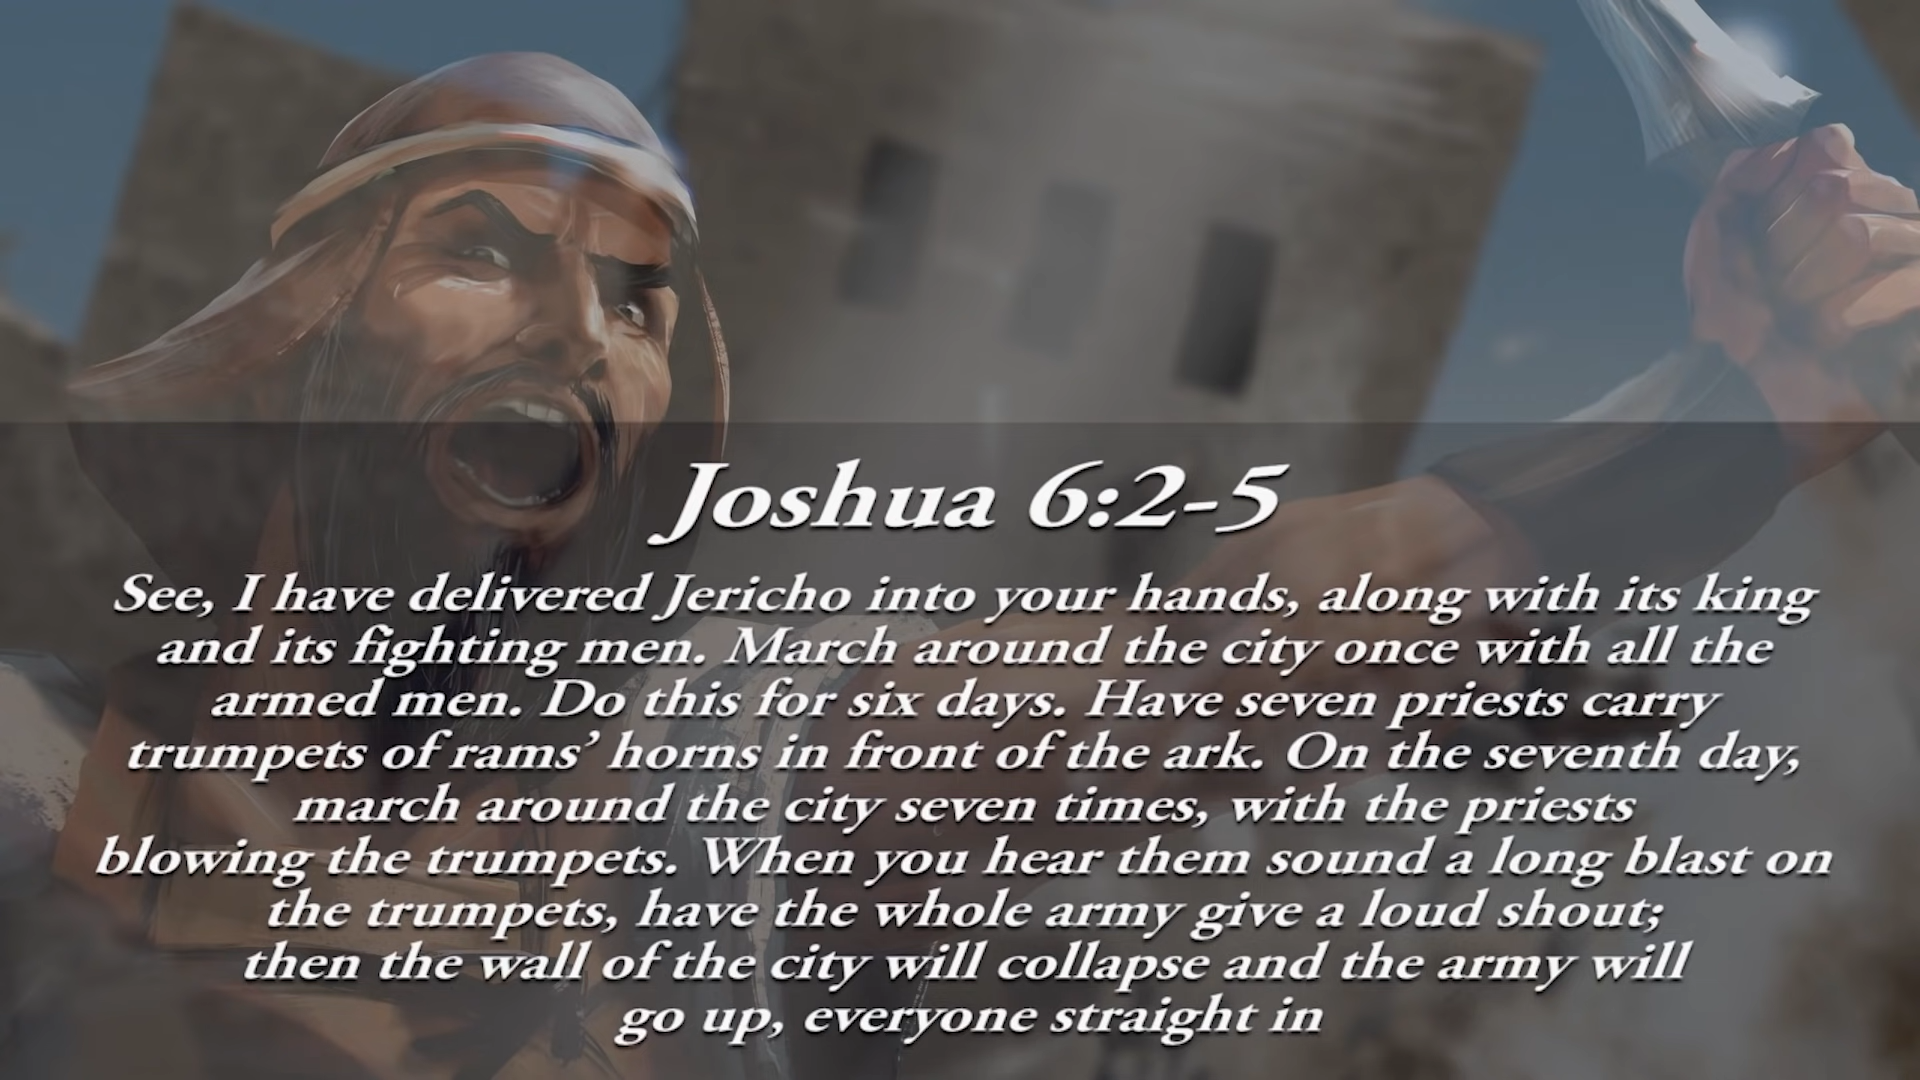 Joshua 6:2-5
See, I have delivered Jericho into your hands, along with its king
and its fighting men. March around the city once with all the
armed men. Do this for six days. Have seven priests carry
trumpets of rams’ horns in front of the ark. On the seventh day,
march around the city seven times, with the priests
blowing the trumpets. When you hear them sound a long blast on
the trumpets, have the whole army give a loud shout;
then the wall of the city will collapse and the army will
go up, everyone straight in